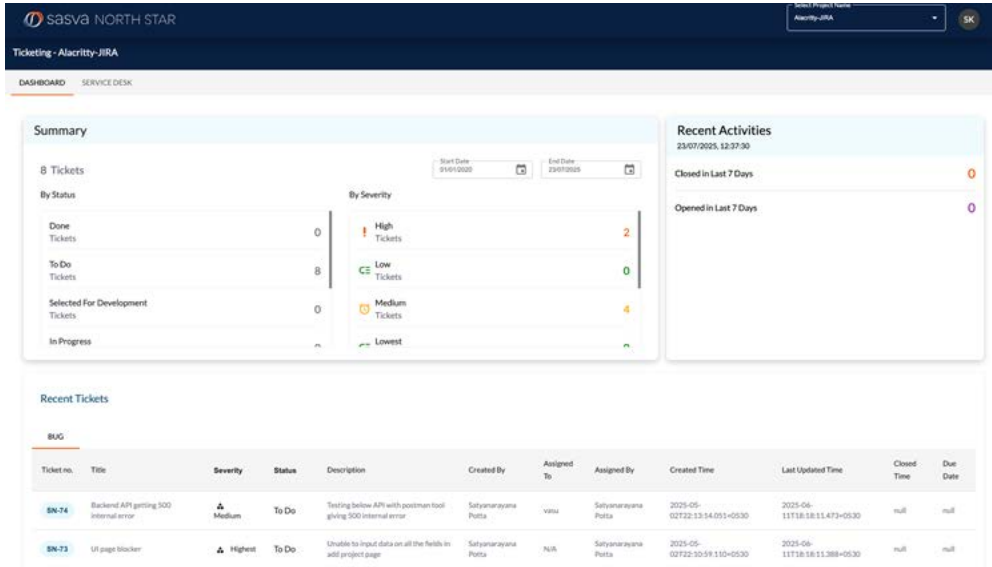 sasva NORTH STAR
Select Project Name
Alacritty-JIRA
SK
Ticketing - Alacritty-JIRA
DASHBOARD SERVICE DESK
Summary
8 Tickets
Start Date
01/01/2020
End Date
23/07/2025
By Status
Done
Tickets
0
To Do
Tickets
8
Selected For Development
Tickets
0
In Progress
By Severity
High
Tickets
2
Low
Tickets
0
Medium
Tickets
4
Lowest
Recent Activities
23/07/2025, 12:37:30
Closed in Last 7 Days 0
Opened in Last 7 Days 0
Recent Tickets
BUG
Ticket no. Title Severity Status Description Created By Assigned To Assigned By Created Time Last Updated Time Closed Time Due Date
SN-74
Backend API getting 500
internal error
Medium
To Do
Testing below API with postman tool
giving 500 internal error
Satyanarayana
Potta
vasu
Satyanarayana
Potta
2025-05-
02T22:13:14.051+0530
2025-06-
11T18:18:11.473+0530
null
null
SN-73
UI page blocker
Highest
To Do
Unable to input data on all the fields in
add project page
Satyanarayana
Potta
N/A
Satyanarayana
Potta
2025-05-
02T22:10:59.110+0530
2025-06-
11T18:18:11.388+0530
null
null